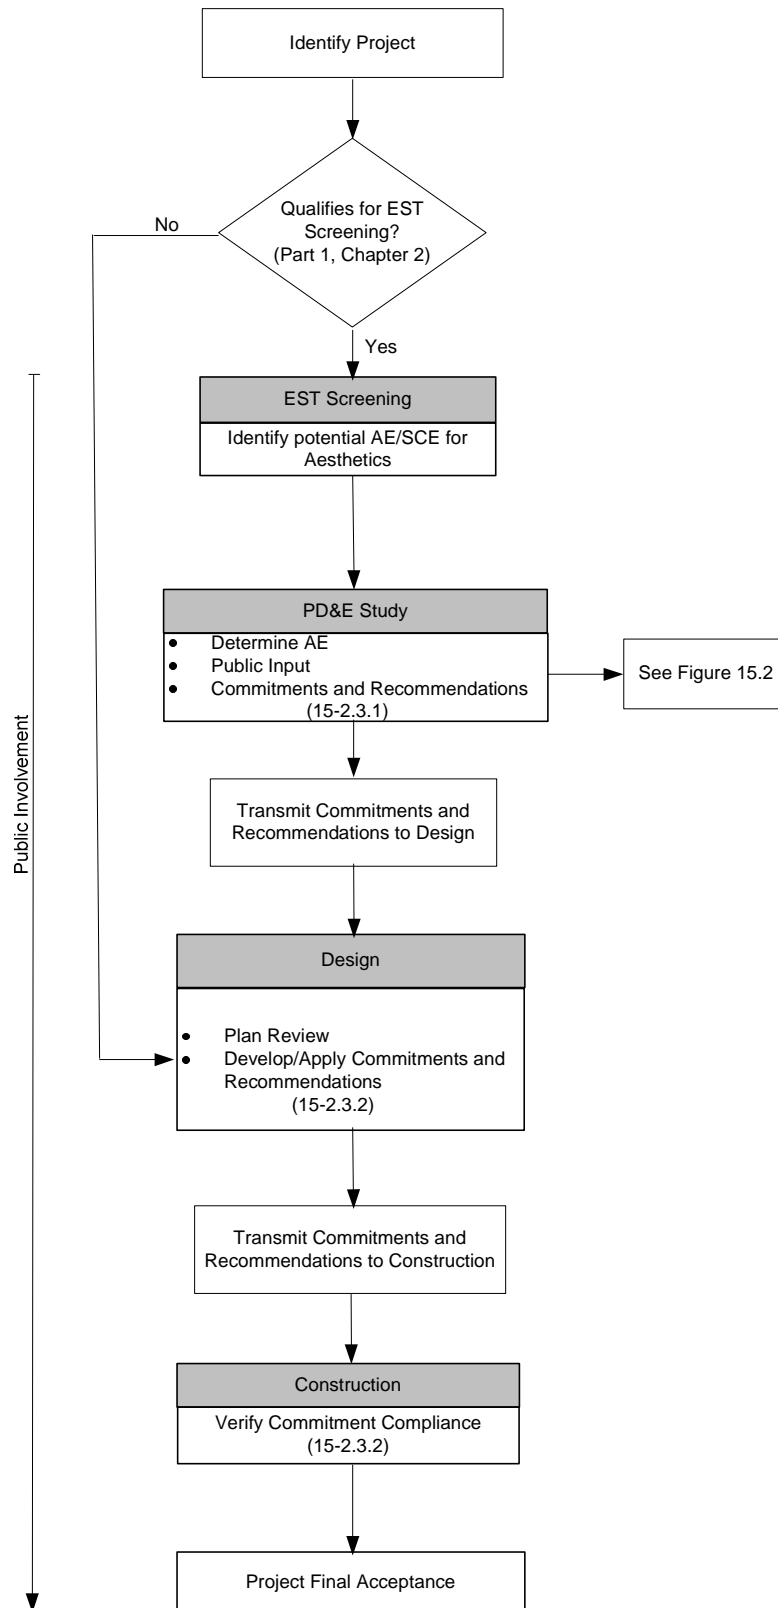 Identify Project
Qualifies for EST
Screening?
(Part 1, Chapter 2)
No
Yes
EST Screening
Identify potential AE/SCE for
Aesthetics
PD&E Study
• Determine AE
• Public Input
• Commitments and Recommendations
(15-2.3.1)
See Figure 15.2
Transmit Commitments and
Recommendations to Design
Public Involvement
Design
• Plan Review
• Develop/Apply Commitments and
Recommendations
(15-2.3.2)
Transmit Commitments and
Recommendations to Construction
Construction
Verify Commitment Compliance
(15-2.3.2)
Project Final Acceptance